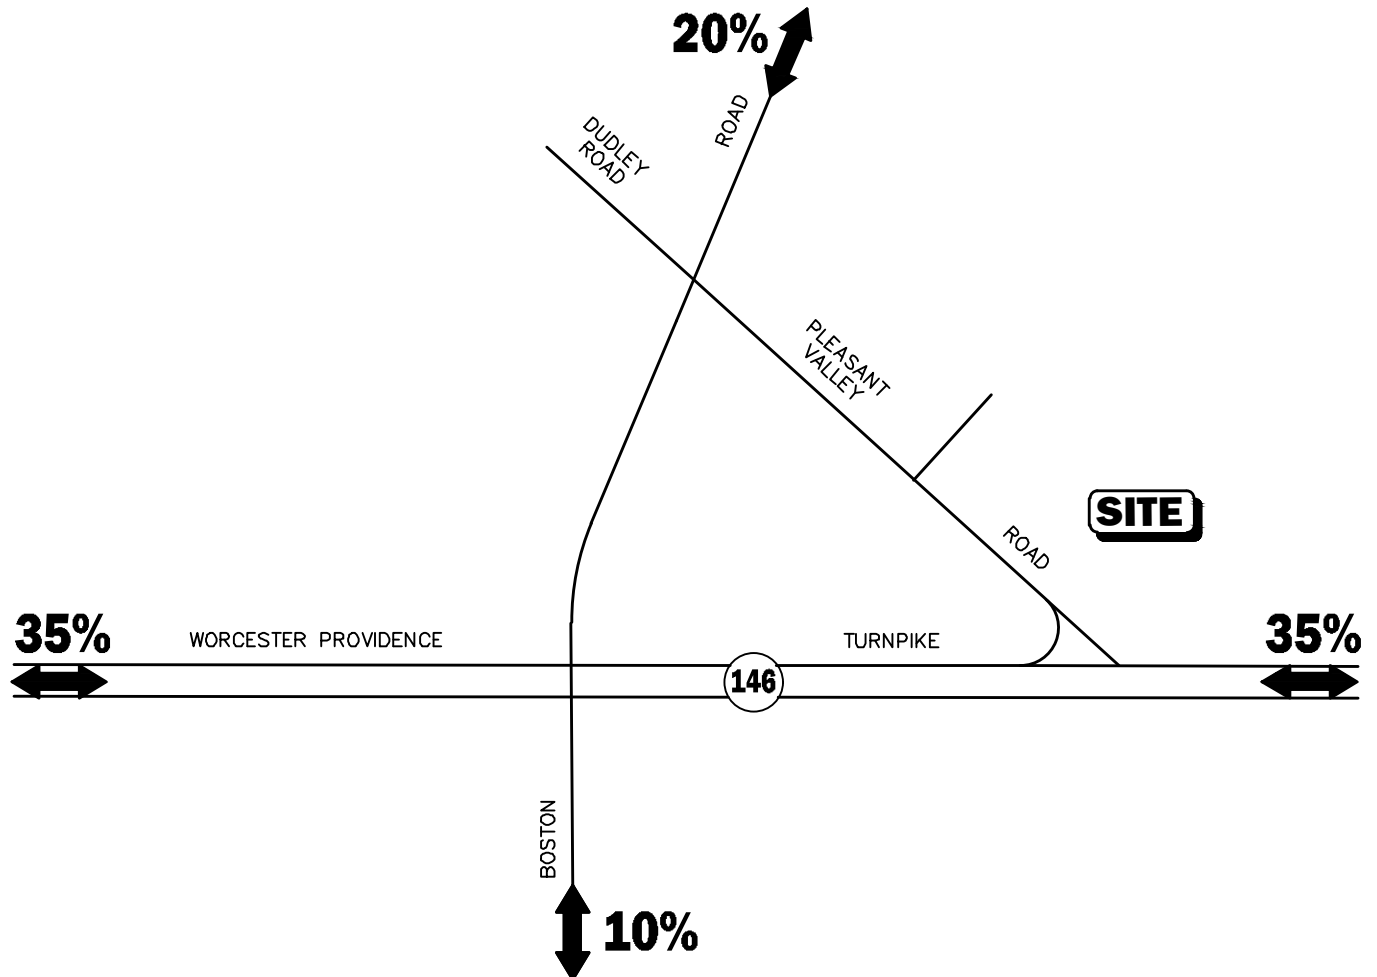 20%
ROAD
DUDLEY
ROAD
PLEASANT
VALLEY
SITE
ROAD
35%
WORCESTER PROVIDENCE
TURNPIKE
35%
146
BOSTON
10%